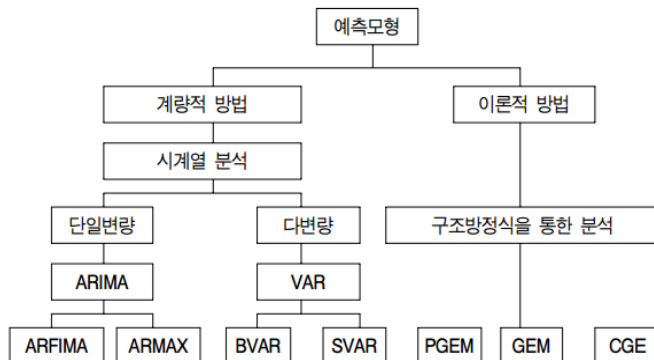 예측모형
계량적 방법
이론적 방법
시계열 분석
단일변량
다변량
구조방정식을 통한 분석
ARIMA
VAR
ARFIMA
ARMAX
BVAR
SVAR
PGEM
GEM
CGE